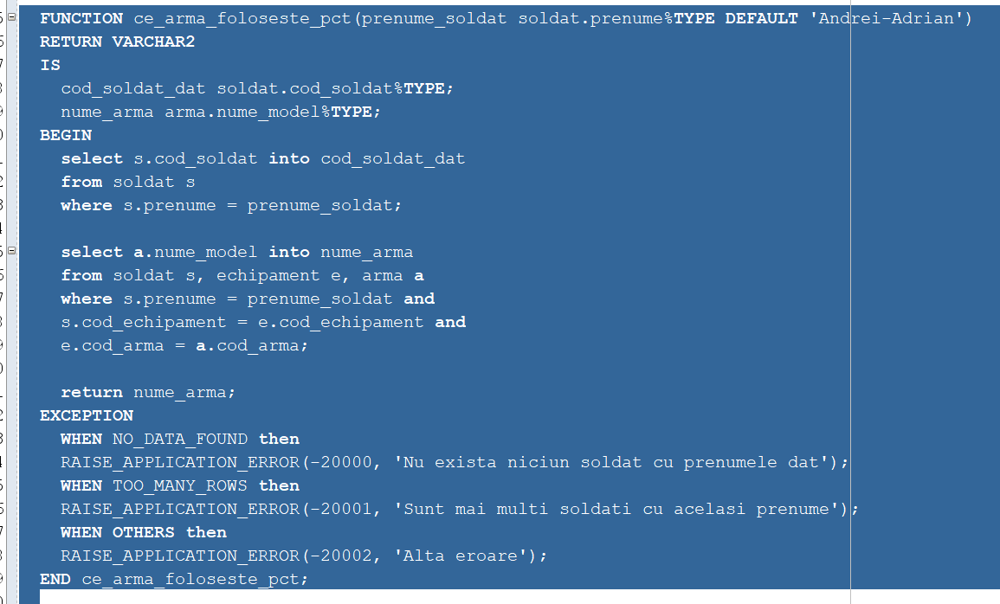 FUNCTION ce_arma_foloseste_pct(prenume_soldat soldat.prenume%TYPE DEFAULT 'Andrei-Adrian')
RETURN VARCHAR2
IS
cod_soldat_dat soldat.cod_soldat%TYPE;
nume_arma arma.nume_model%TYPE;
BEGIN
select s.cod_soldat into cod_soldat_dat
from soldat s
where s.prenume = prenume_soldat;
select a.nume_model into nume_arma
from soldat s, echipament e, arma a
where s.prenume = prenume_soldat and
s.cod_echipament = e.cod_echipament and
e.cod_arma = a.cod_arma;
return nume_arma;
EXCEPTION
WHEN NO_DATA_FOUND then
RAISE_APPLICATION_ERROR(-20000, 'Nu exista niciun soldat cu prenumele dat');
WHEN TOO_MANY_ROWS then
RAISE_APPLICATION_ERROR(-20001, 'Sunt mai multi soldati cu acelasi prenume');
WHEN OTHERS then
RAISE_APPLICATION_ERROR(-20002, 'Alta eroare');
END ce_arma_foloseste_pct;